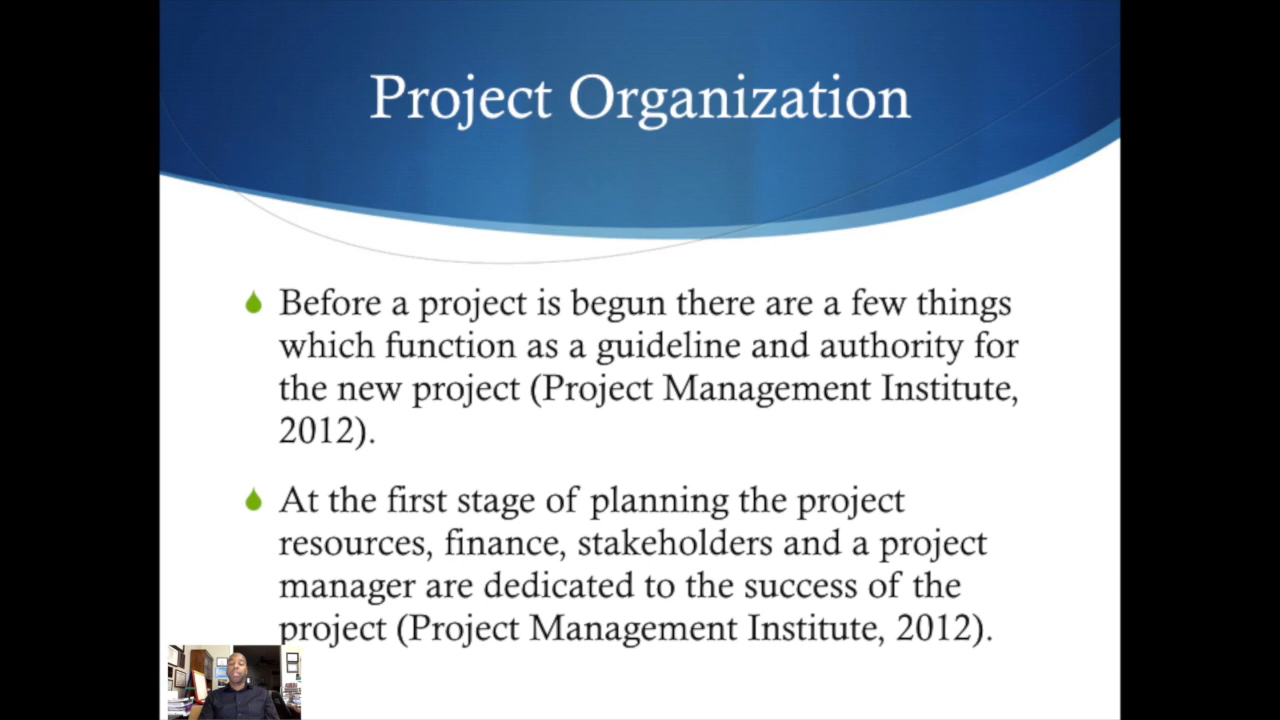 Project Organization
Before a project is begun there are a few things
which function as a guideline and authority for
the new project (Project Management Institute,
2012).
At the first stage of planning the project
resources, finance, stakeholders and a project
manager are dedicated to the success of the
project (Project Management Institute, 2012).